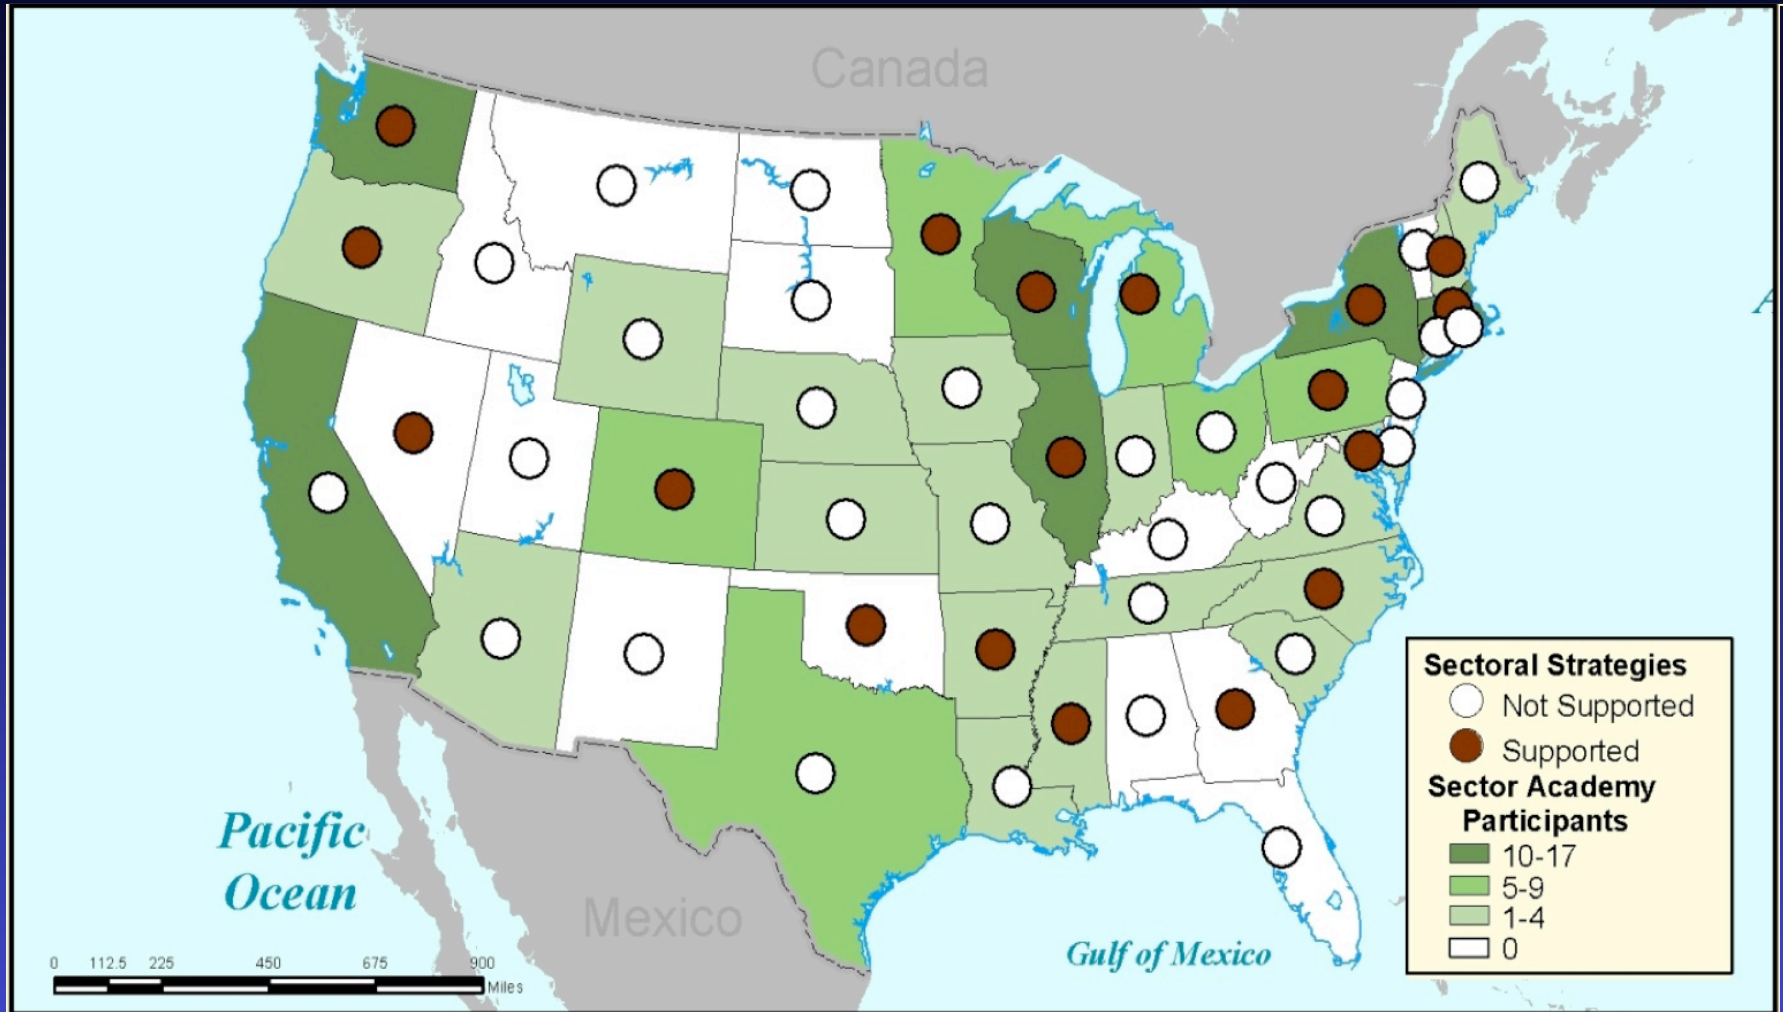 Canada
A
Pacific
Ocean
Mexico
Gulf of Mexico
0 112.5 225 450 675 900
Miles
Sectoral Strategies
Not Supported
Supported
Sector Academy
Participants
10-17
5-9
1-4
0